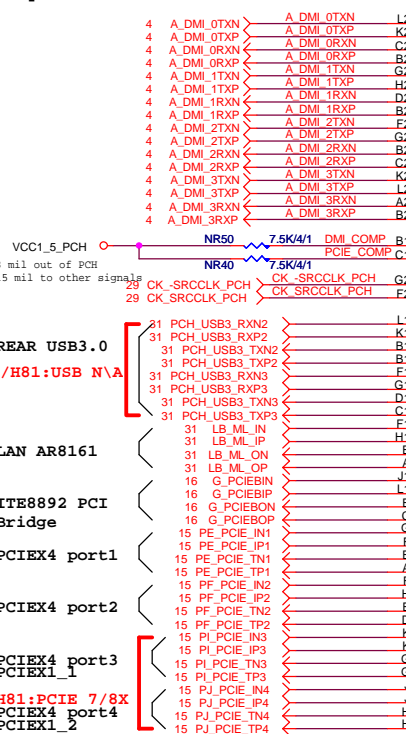 4 A_DMI_0TXN A_DMI_0TXN
4 A_DMI_0TXP A_DMI_0TXP
4 A_DMI_0RXN A_DMI_0RXN
4 A_DMI_0RXP A_DMI_0RXP
4 A_DMI_1TXN A_DMI_1TXN
4 A_DMI_1TXP A_DMI_1TXP
4 A_DMI_1RXN A_DMI_1RXN
4 A_DMI_1RXP A_DMI_1RXP
4 A_DMI_2TXN A_DMI_2TXN
4 A_DMI_2TXP A_DMI_2TXP
4 A_DMI_2RXN A_DMI_2RXN
4 A_DMI_2RXP A_DMI_2RXP
4 A_DMI_3TXN A_DMI_3TXN
4 A_DMI_3TXP A_DMI_3TXP
4 A_DMI_3RXN A_DMI_3RXN
4 A_DMI_3RXP A_DMI_3RXP
VCC1_5_PCH NR50 7.5K/4/1 DMI_COMP
NR40 7.5K/4/1 PCIE_COMP
mil out of PCH
5 mil to other signals
29 CK_-SRCCLK_PCH CK_-SRCCLK_PCH
29 CK_SRCCLK_PCH CK_SRCCLK_PCH
31 PCH_USB3_RXN2
31 PCH_USB3_RXP2
REAR USB3.0
31 PCH_USB3_TXN2
31 PCH_USB3_TXP2
/H81:USB N\A
31 PCH_USB3_RXN3
31 PCH_USB3_RXP3
31 PCH_USB3_TXN3
31 PCH_USB3_TXP3
31 LB_ML_IN
31 LB_ML_IP
LAN AR8161
31 LB_ML_ON
31 LB_ML_OP
16 G_PCIEBIN
16 G_PCIEBIP
ITE8892 PCI
Bridge
16 G_PCIEBON
16 G_PCIEBOP
15 PE_PCIE_IN1
15 PE_PCIE_IP1
PCIEX4 port1
15 PE_PCIE_TN1
15 PE_PCIE_TP1
15 PF_PCIE_IN2
15 PF_PCIE_IP2
PCIEX4 port2
15 PF_PCIE_TN2
15 PF_PCIE_TP2
15 PI_PCIE_IN3
15 PI_PCIE_IP3
PCIEX4 port3
PCIEX1_1
15 PI_PCIE_TN3
15 PI_PCIE_TP3
H81:PCIE 7/8X
15 PJ_PCIE_IN4
15 PJ_PCIE_IP4
PCIEX4 port4
PCIEX1_2
15 PJ_PCIE_TN4
15 PJ_PCIE_TP4